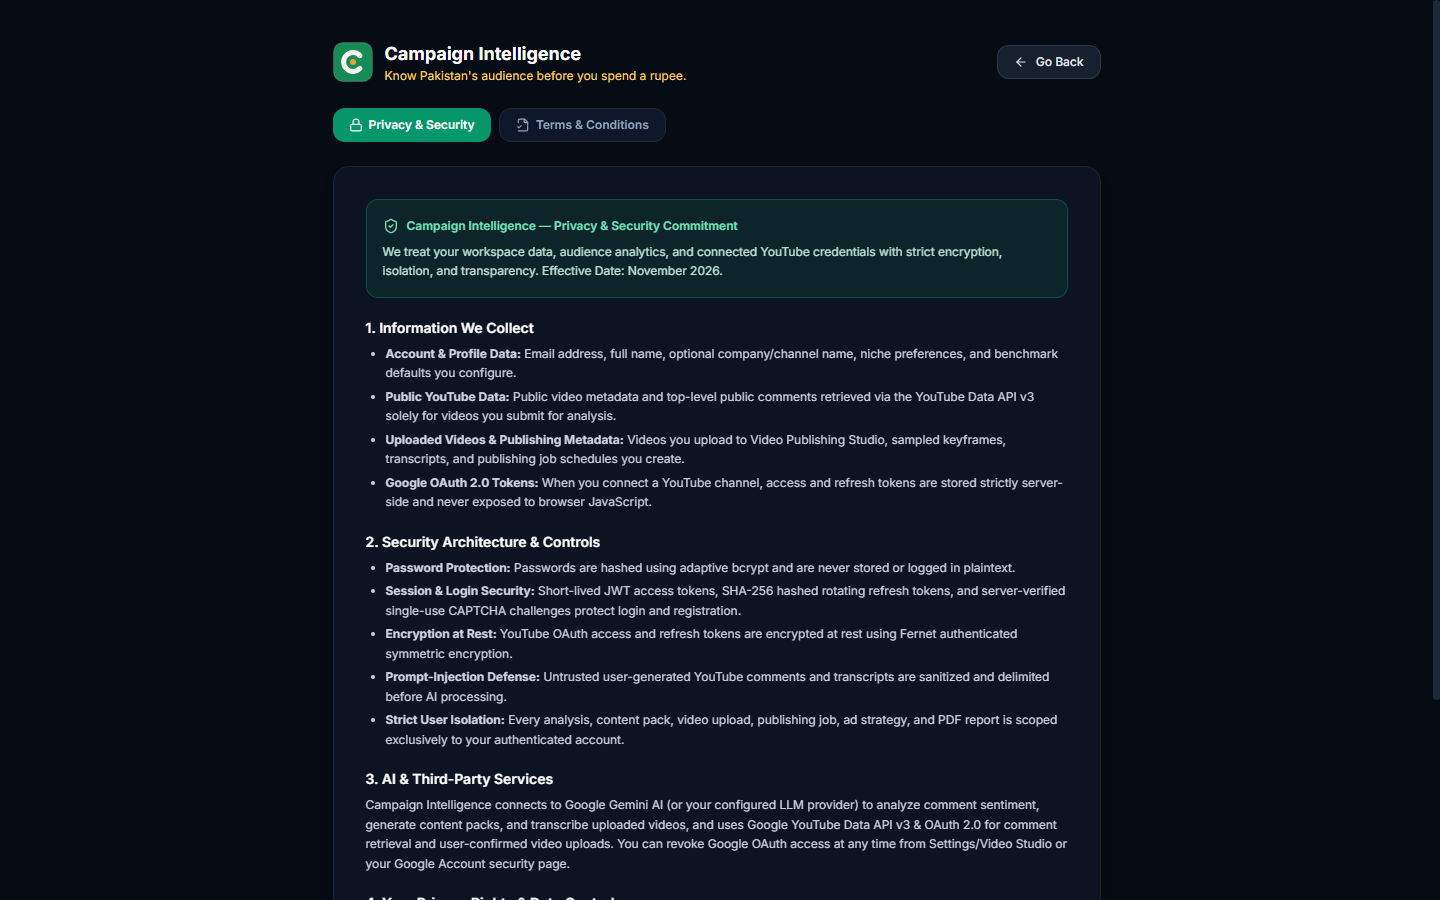 Campaign Intelligence
Know Pakistan's audience before you spend a rupee.
Go Back
Privacy & Security
Terms & Conditions
Campaign Intelligence — Privacy & Security Commitment
We treat your workspace data, audience analytics, and connected YouTube credentials with strict encryption,
isolation, and transparency. Effective Date: November 2026.
1. Information We Collect
• Account & Profile Data: Email address, full name, optional company/channel name, niche preferences, and benchmark
defaults you configure.
• Public YouTube Data: Public video metadata and top-level public comments retrieved via the YouTube Data API v3
solely for videos you submit for analysis.
• Uploaded Videos & Publishing Metadata: Videos you upload to Video Publishing Studio, sampled keyframes,
transcripts, and publishing job schedules you create.
• Google OAuth 2.0 Tokens: When you connect a YouTube channel, access and refresh tokens are stored strictly server-
side and never exposed to browser JavaScript.
2. Security Architecture & Controls
• Password Protection: Passwords are hashed using adaptive bcrypt and are never stored or logged in plaintext.
• Session & Login Security: Short-lived JWT access tokens, SHA-256 hashed rotating refresh tokens, and server-verified
single-use CAPTCHA challenges protect login and registration.
• Encryption at Rest: YouTube OAuth access and refresh tokens are encrypted at rest using Fernet authenticated
symmetric encryption.
• Prompt-Injection Defense: Untrusted user-generated YouTube comments and transcripts are sanitized and delimited
before AI processing.
• Strict User Isolation: Every analysis, content pack, video upload, publishing job, ad strategy, and PDF report is scoped
exclusively to your authenticated account.
3. AI & Third-Party Services
Campaign Intelligence connects to Google Gemini AI (or your configured LLM provider) to analyze comment sentiment,
generate content packs, and transcribe uploaded videos, and uses Google YouTube Data API v3 & OAuth 2.0 for comment
retrieval and user-confirmed video uploads. You can revoke Google OAuth access at any time from Settings/Video Studio or
your Google Account security page.